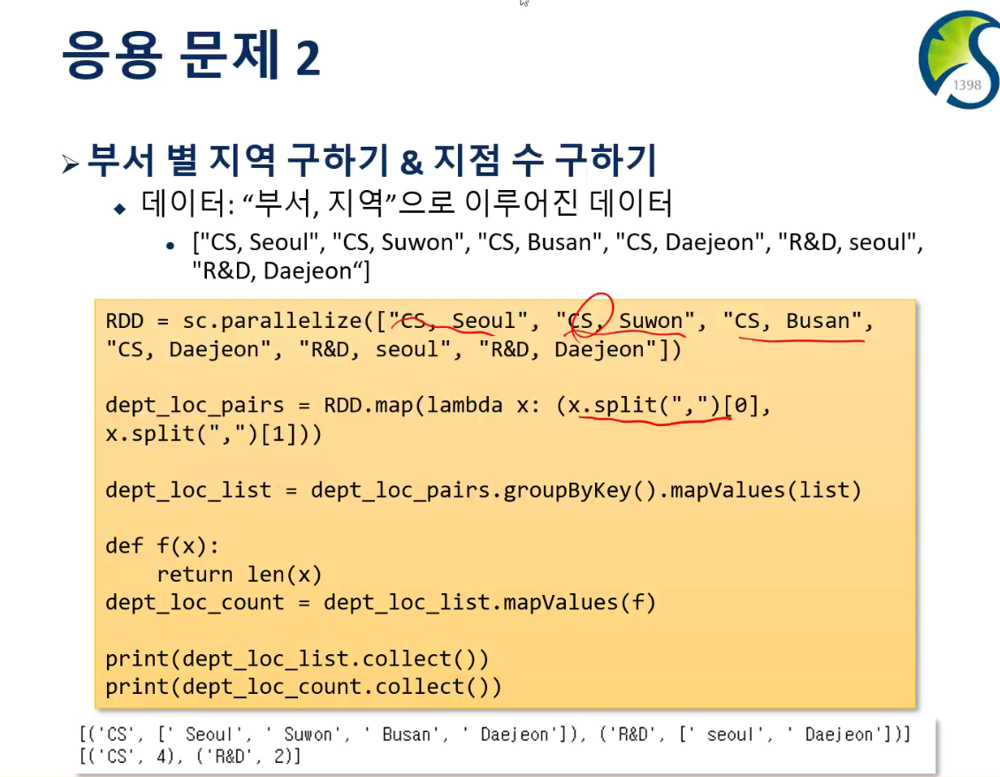 응용 문제 2
1398
➢ 부서 별 지역 구하기 & 지점 수 구하기
◆ 데이터: “부서, 지역”으로 이루어진 데이터
• ["CS, Seoul", "CS, Suwon", "CS, Busan", "CS, Daejeon", "R&D, seoul",
"R&D, Daejeon“]
RDD = sc.parallelize(["CS, Seoul", "CS, Suwon", "CS, Busan",
"CS, Daejeon", "R&D, seoul", "R&D, Daejeon"])
dept_loc_pairs = RDD.map(lambda x: (x.split(",")[0],
x.split(",")[1]))
dept_loc_list = dept_loc_pairs.groupByKey().mapValues(list)
def f(x):
    return len(x)
dept_loc_count = dept_loc_list.mapValues(f)
print(dept_loc_list.collect())
print(dept_loc_count.collect())
[('CS', [' Seoul', ' Suwon', ' Busan', ' Daejeon']), ('R&D', [' seoul', ' Daejeon'])]
[('CS', 4), ('R&D', 2)]